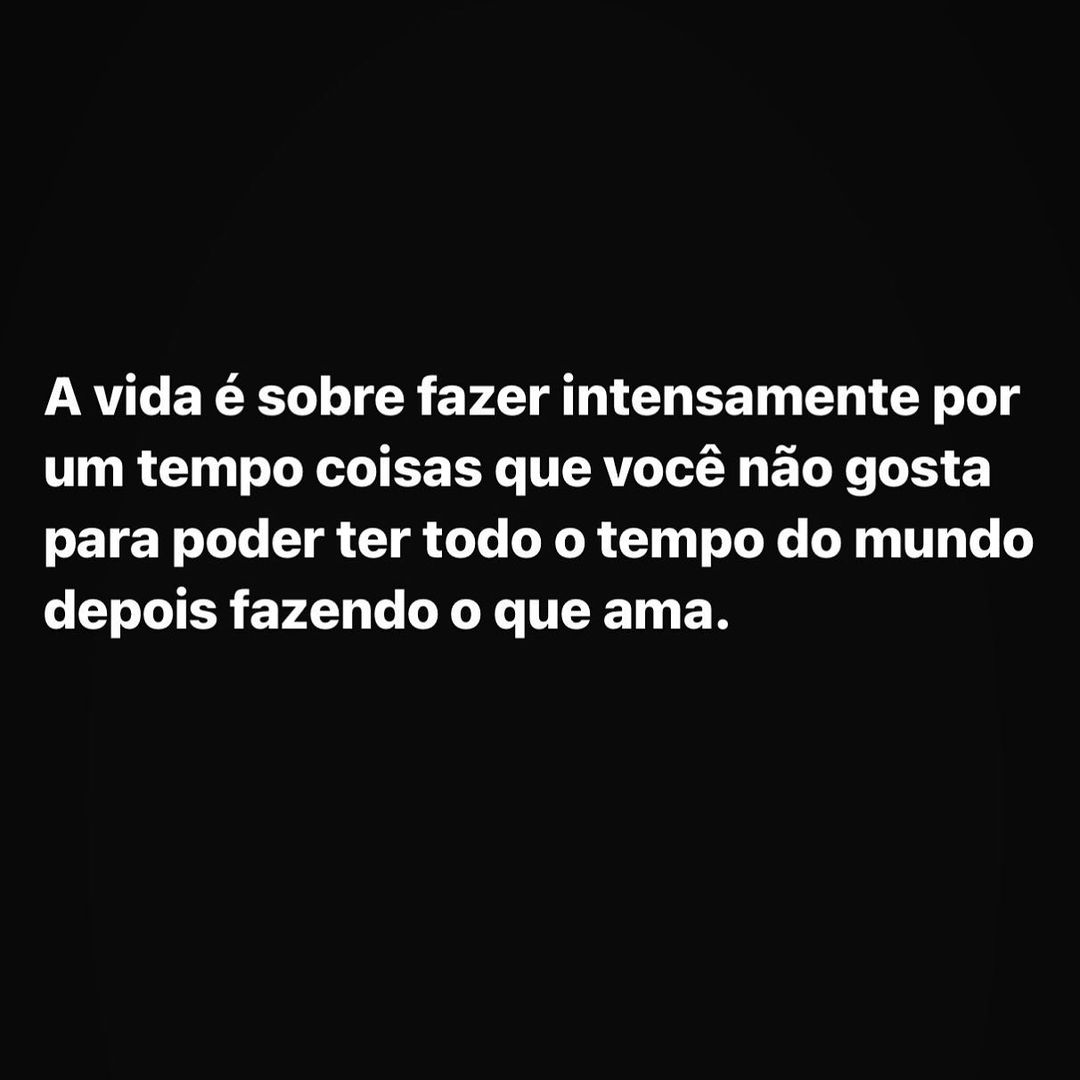 A vida é sobre fazer intensamente por
um tempo coisas que você não gosta
para poder ter todo o tempo do mundo
depois fazendo o que ama.